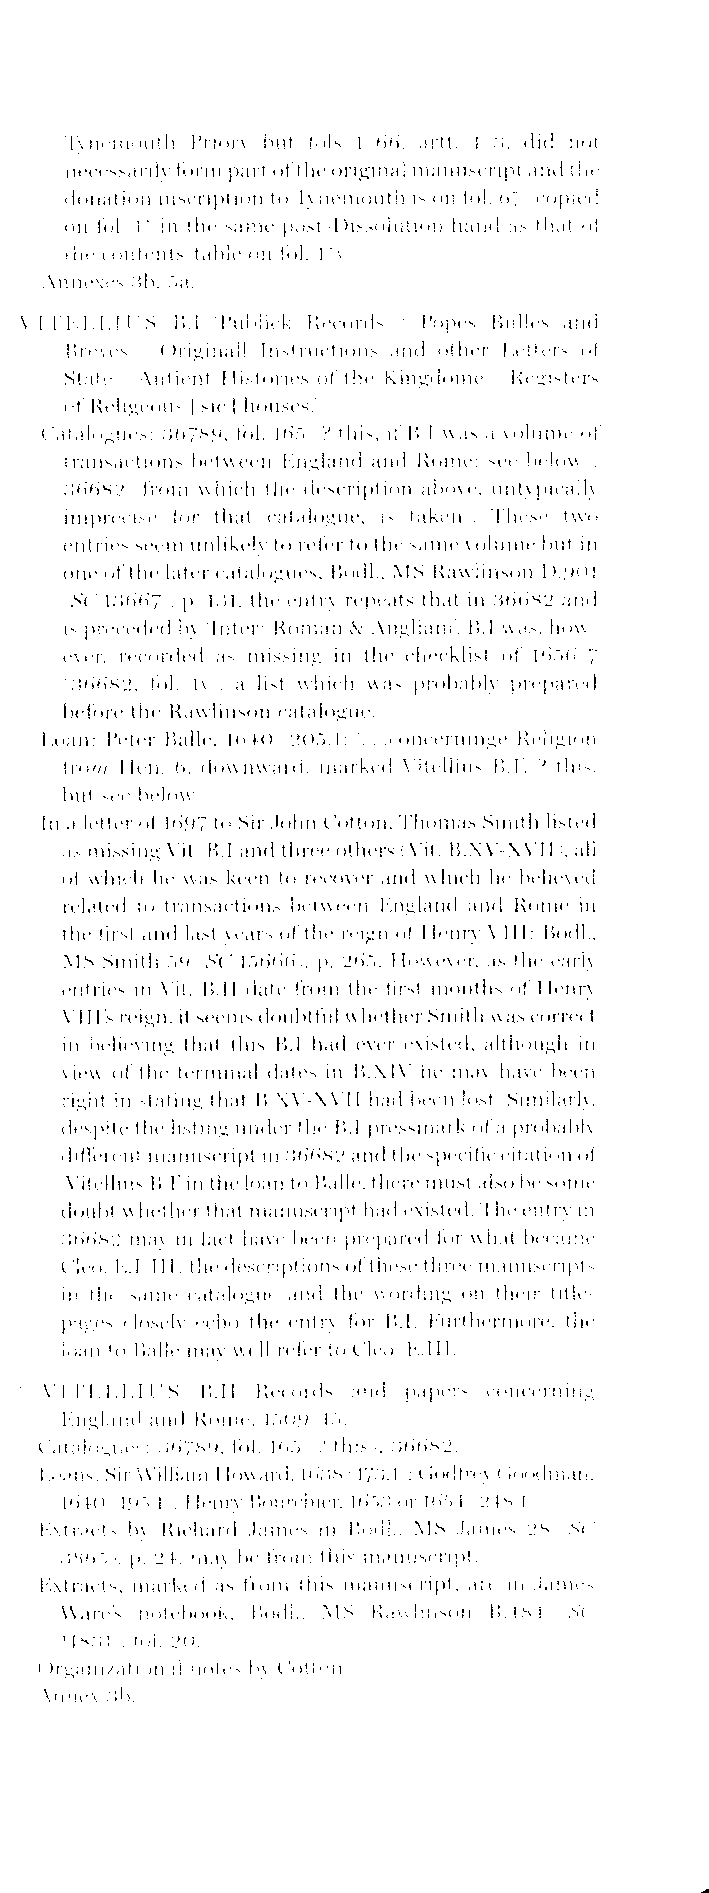 Tynemouth Priory but fols 1–66, artt. 1–3, did not
necessarily form part of the original manuscript and the
donation inscription to Tynemouth is on fol. 67 (copied
on fol. 1v in the same post-Dissolution hand as that of
the contents-table on fol. 1v)
Annexes 3b, 5a.
VITELLIUS B.I 'Publick Records – Popes Bulles and
Breves – Originall Instructions and other Letters of
State – Antient Histories of the Kingdome – Registers
of Religeous [sic] houses.'
Catalogues: 36789, fol. 165 (? this, if B.I was a volume of
transactions between England and Rome: see below);
36682 (from which the description above, untypically
imprecise for that catalogue, is taken). These two
entries seem unlikely to refer to the same volume but in
one of the later catalogues, Bodl., MS Rawlinson D.901
(SC 13667), p. 131, the entry repeats that in 36682 and
is preceded by 'Inter: Roman & Anglian'. B.I was, how-
ever, recorded as missing in the checklist of 1656–7
(36682, fol. 1v), a list which was probably prepared
before the Rawlinson catalogue.
Loan: Peter Balle, 1640 (205.1: '. . . concerninge Religion
from Hen. 6. downward, marked Vitellius B.I', ? this,
but see below)
In a letter of 1697 to Sir John Cotton, Thomas Smith listed
as missing Vit. B.I and three others (Vit. B.XV-XVII), all
of which he was keen to recover and which he believed
related to transactions between England and Rome in
the first and last years of the reign of Henry VIII: Bodl.,
MS Smith 59 (SC 15666), p. 265. However, as the early
entries in Vit. B.II date from the first months of Henry
VIII's reign, it seems doubtful whether Smith was correct
in believing that this B.I had ever existed, although in
view of the terminal dates in B.XIV he may have been
right in stating that B.XV-XVII had been lost. Similarly,
despite the listing under the B.I pressmark of a probably
different manuscript in 36682 and the specific citation of
'Vitellius B.I' in the loan to Balle, there must also be some
doubt whether that manuscript had existed. The entry in
36682 may in fact have been prepared for what became
Cleo. E.I-III: the descriptions of these three manuscripts
in the same catalogue and the wording on their title-
pages closely echo the entry for B.I. Furthermore, the
loan to Balle may well refer to Cleo. E.III.
VITELLIUS B.II Records and papers concerning
England and Rome, 1509–15.
Catalogues: 36789, fol. 165 (? this); 36682.
Loans: Sir William Howard, 1638 (173.1); Godfrey Goodman,
1640 (195.1); Henry Bourchier, 1653 or 1654 (248.1)
Extracts by Richard James in Bodl., MS James 28 (SC
3865), p. 24, may be from this manuscript.
Extracts, marked as from this manuscript, are in James
Ware's notebook, Bodl., MS Rawlinson B.484 (SC
11831), fol. 20.
Organizational notes by Cotton
Annex 3b.